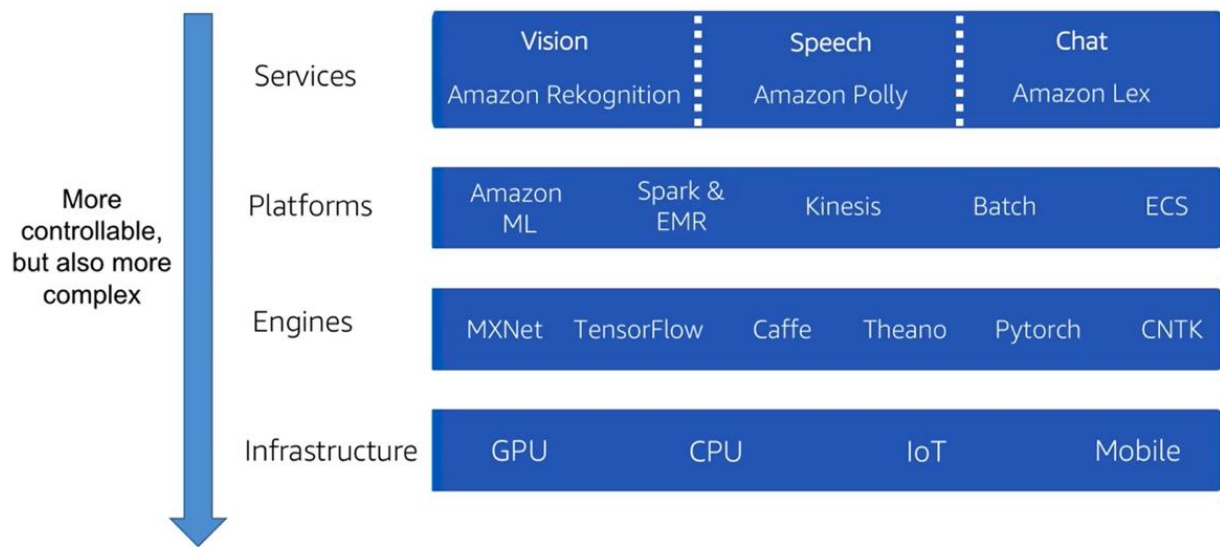 Services
Vision
Speech
Chat
Amazon Rekognition
Amazon Polly
Amazon Lex
More
controllable,
but also more
complex
Platforms
Amazon
ML
Spark &
EMR
Kinesis
Batch
ECS
Engines
MXNet
TensorFlow
Caffe
Theano
Pytorch
CNTK
Infrastructure
GPU
CPU
IoT
Mobile